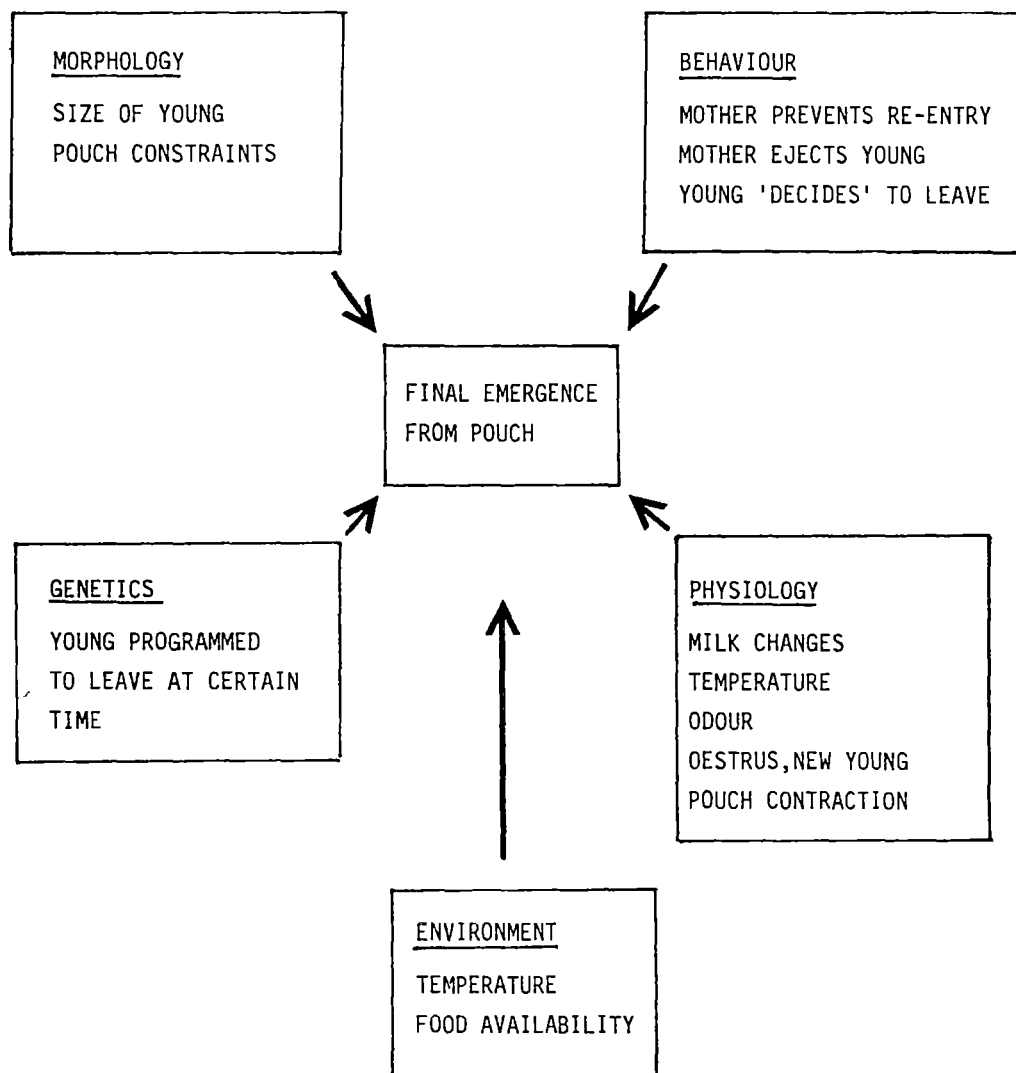 MORPHOLOGY
SIZE OF YOUNG
POUCH CONSTRAINTS
BEHAVIOUR
MOTHER PREVENTS RE-ENTRY
MOTHER EJECTS YOUNG
YOUNG 'DECIDES' TO LEAVE
FINAL EMERGENCE
FROM POUCH
GENETICS
YOUNG PROGRAMMED
TO LEAVE AT CERTAIN
TIME
PHYSIOLOGY
MILK CHANGES
TEMPERATURE
ODOUR
OESTRUS,NEW YOUNG
POUCH CONTRACTION
ENVIRONMENT
TEMPERATURE
FOOD AVAILABILITY